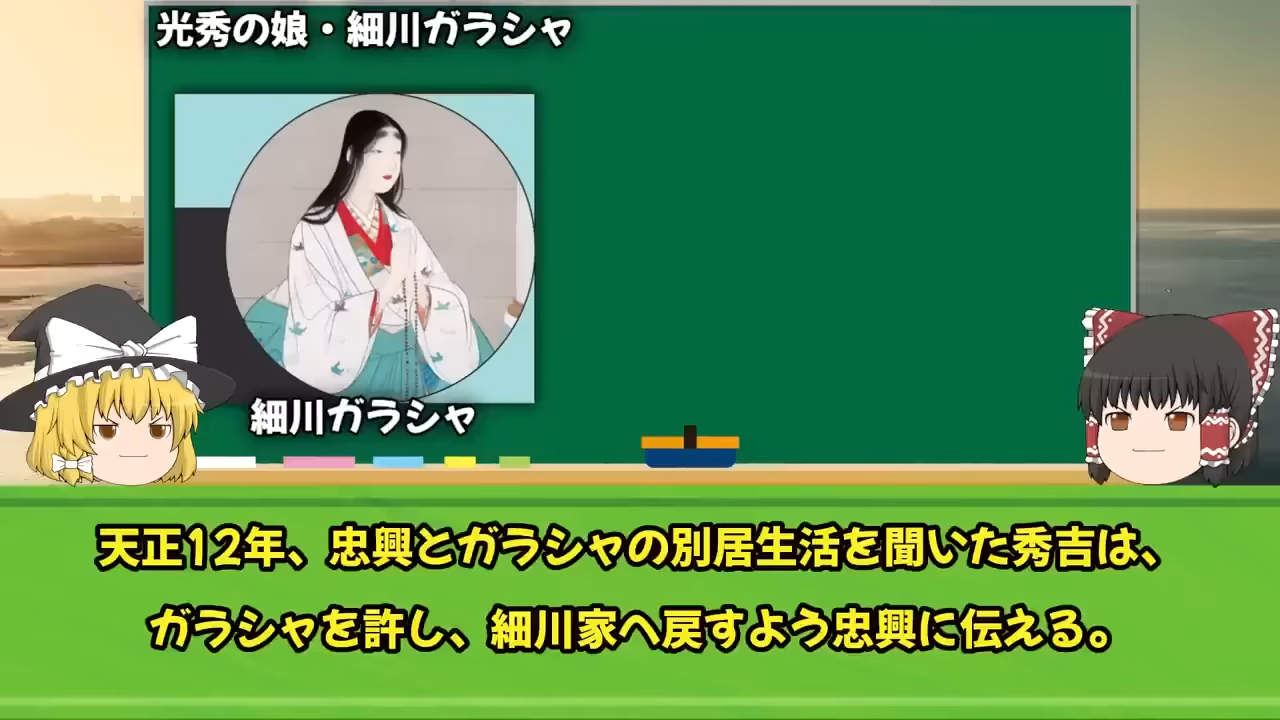 光秀の娘・細川ガラシャ
細川ガラシャ
天正12年、忠興とガラシャの別居生活を聞いた秀吉は、
ガラシャを許し、細川家へ戻すよう忠興に伝える。